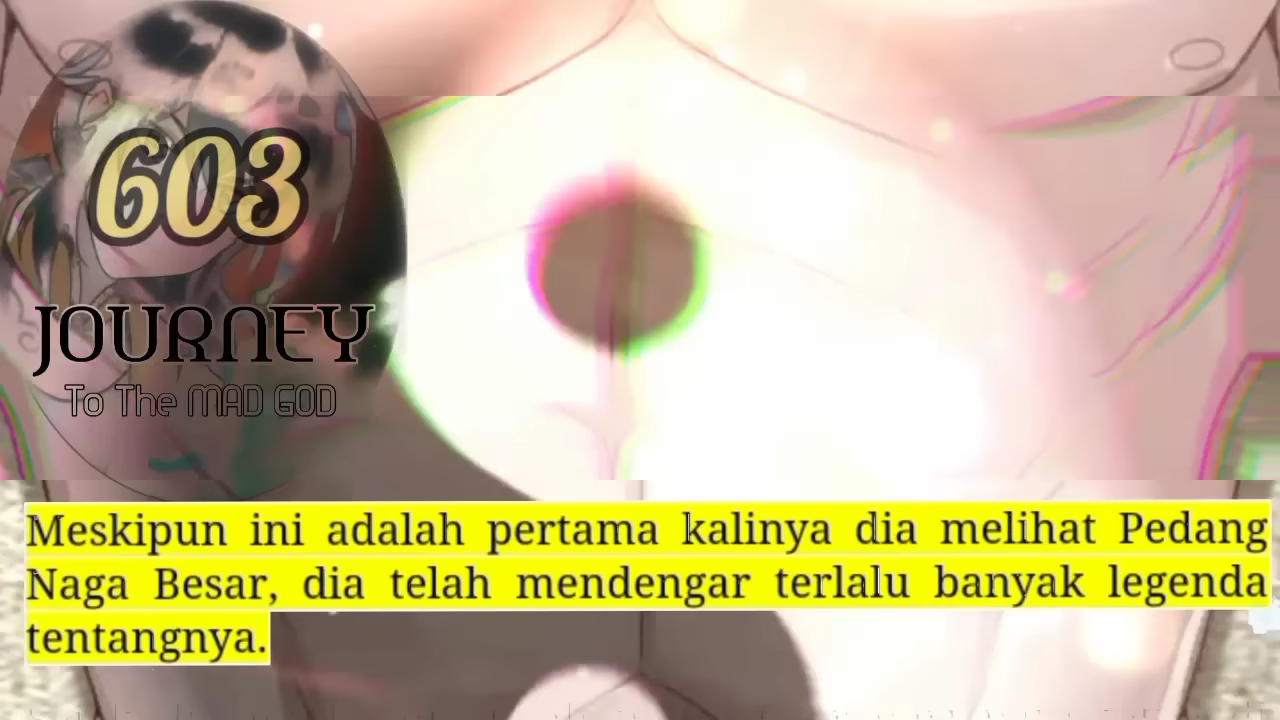 603
JOURNEY
To The MAD GOD
Meskipun ini adalah pertama kalinya dia melihat Pedang
Naga Besar, dia telah mendengar terlalu banyak legenda
tentangnya.